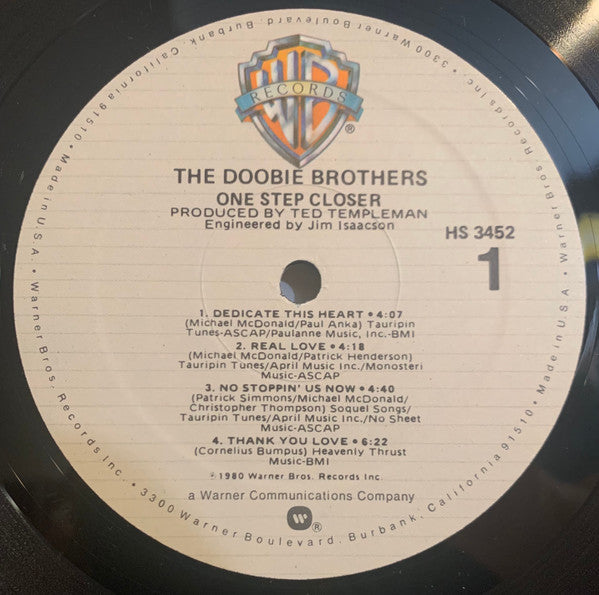 WB
RECORDS
®
THE DOOBIE BROTHERS
ONE STEP CLOSER
PRODUCED BY TED TEMPLEMAN
Engineered by Jim Isaacson
HS 3452
1
1. DEDICATE THIS HEART • 4:07
(Michael McDonald/Paul Anka) Tauripin
Tunes-ASCAP/Paulanne Music, Inc.-BMI
2. REAL LOVE • 4:18
(Michael McDonald/Patrick Henderson)
Tauripin Tunes/April Music Inc./Monosteri
Music-ASCAP
3. NO STOPPIN' US NOW • 4:40
(Patrick Simmons/Michael McDonald/
Christopher Thompson) Soquel Songs/
Tauripin Tunes/April Music Inc./No Sheet
Music-ASCAP
4. THANK YOU LOVE • 6:22
(Cornelius Bumpus) Heavenly Thrust
Music-BMI
℗ 1980 Warner Bros. Records Inc.
a Warner Communications Company
W ®
• Made in U.S.A. • Warner Bros. Records Inc. • 3300 Warner Boulevard, Burbank, California 91510 • Made in U.S.A. • Warner Bros. Records Inc. • 3300 Warner Boulevard, Burbank, California 91510